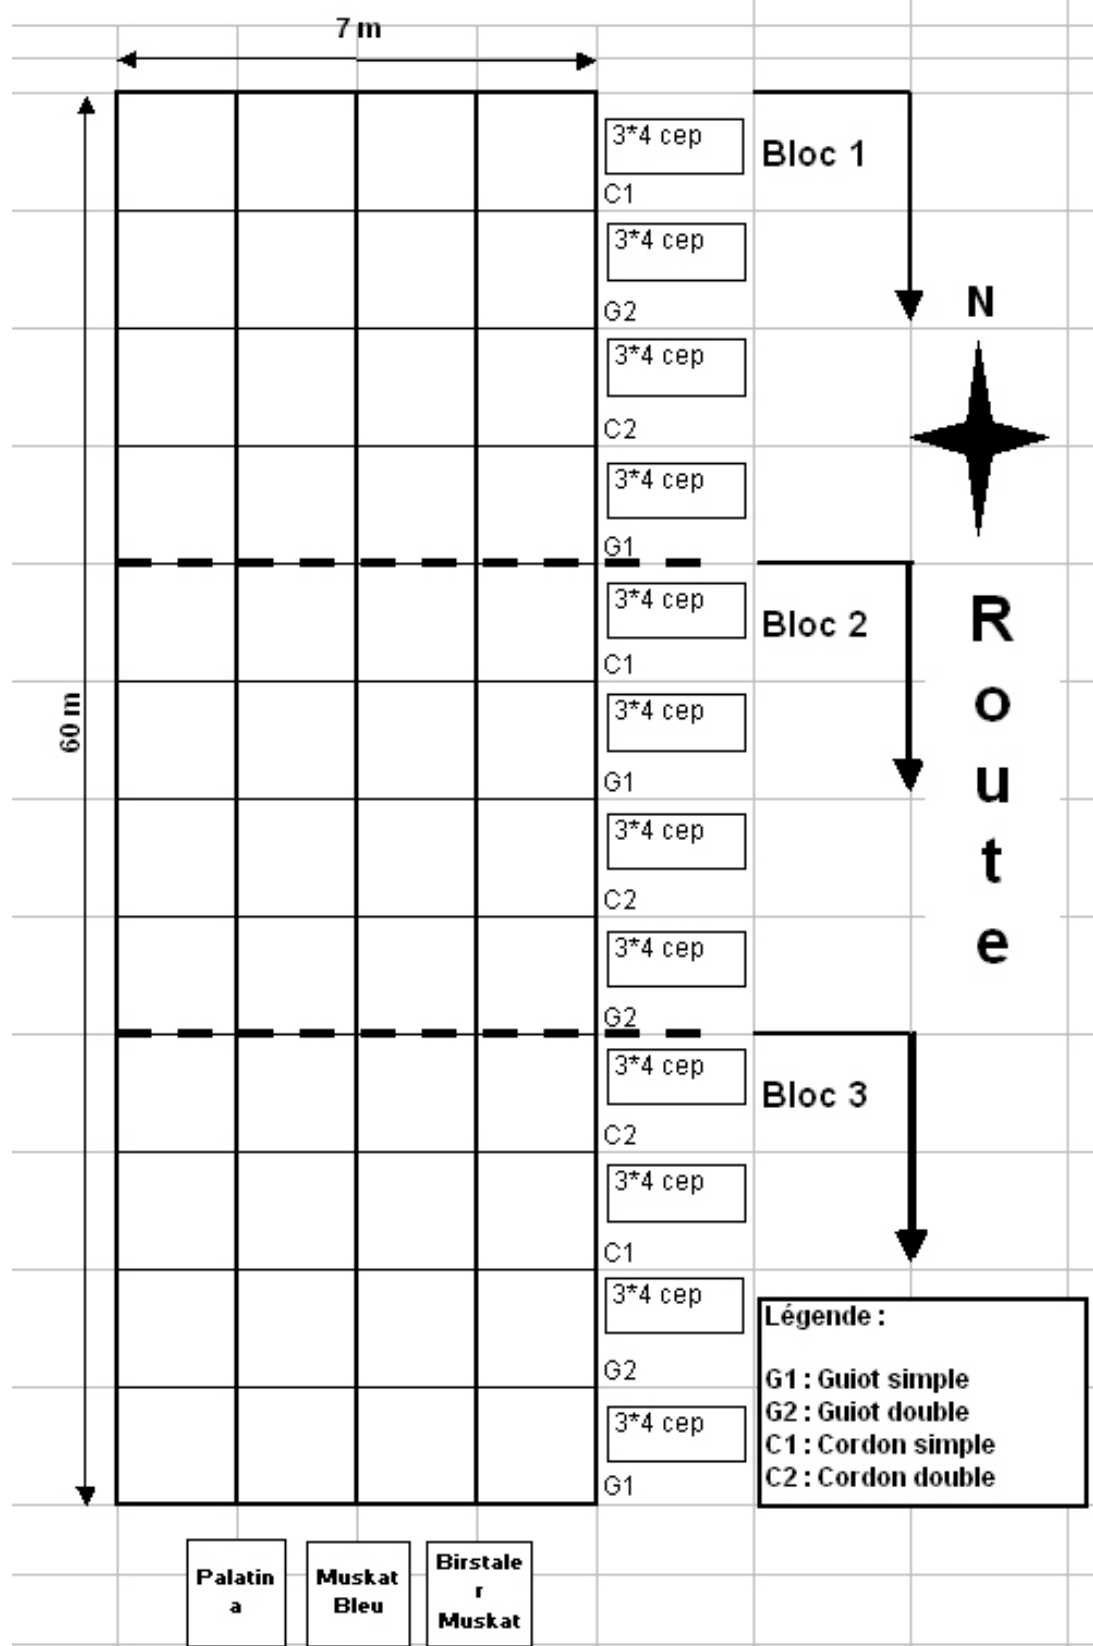 7 m
3*4 cep
Bloc 1
C1
3*4 cep
G2
N
3*4 cep
C2
3*4 cep
G1
3*4 cep
Bloc 2
C1
Route
60 m
3*4 cep
G1
3*4 cep
C2
3*4 cep
G2
3*4 cep
Bloc 3
C2
3*4 cep
C1
3*4 cep
G2
3*4 cep
G1
Légende :
G1 : Guiot simple
G2 : Guiot double
C1 : Cordon simple
C2 : Cordon double
Palatin
a
Muskat
Bleu
Birstale
r
Muskat